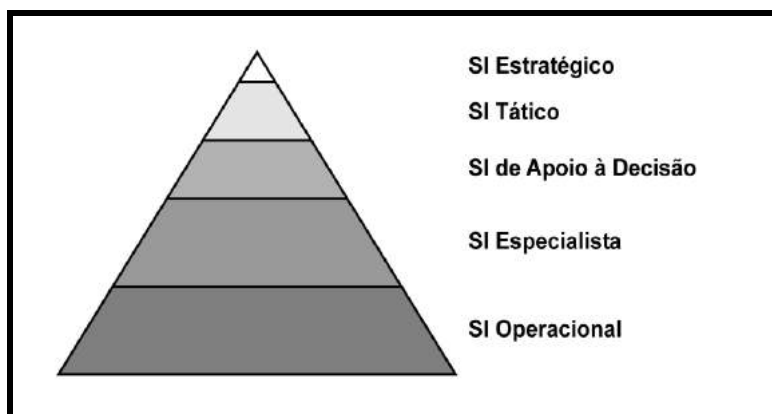 SI Estratégico
SI Tático
SI de Apoio à Decisão
SI Especialista
SI Operacional